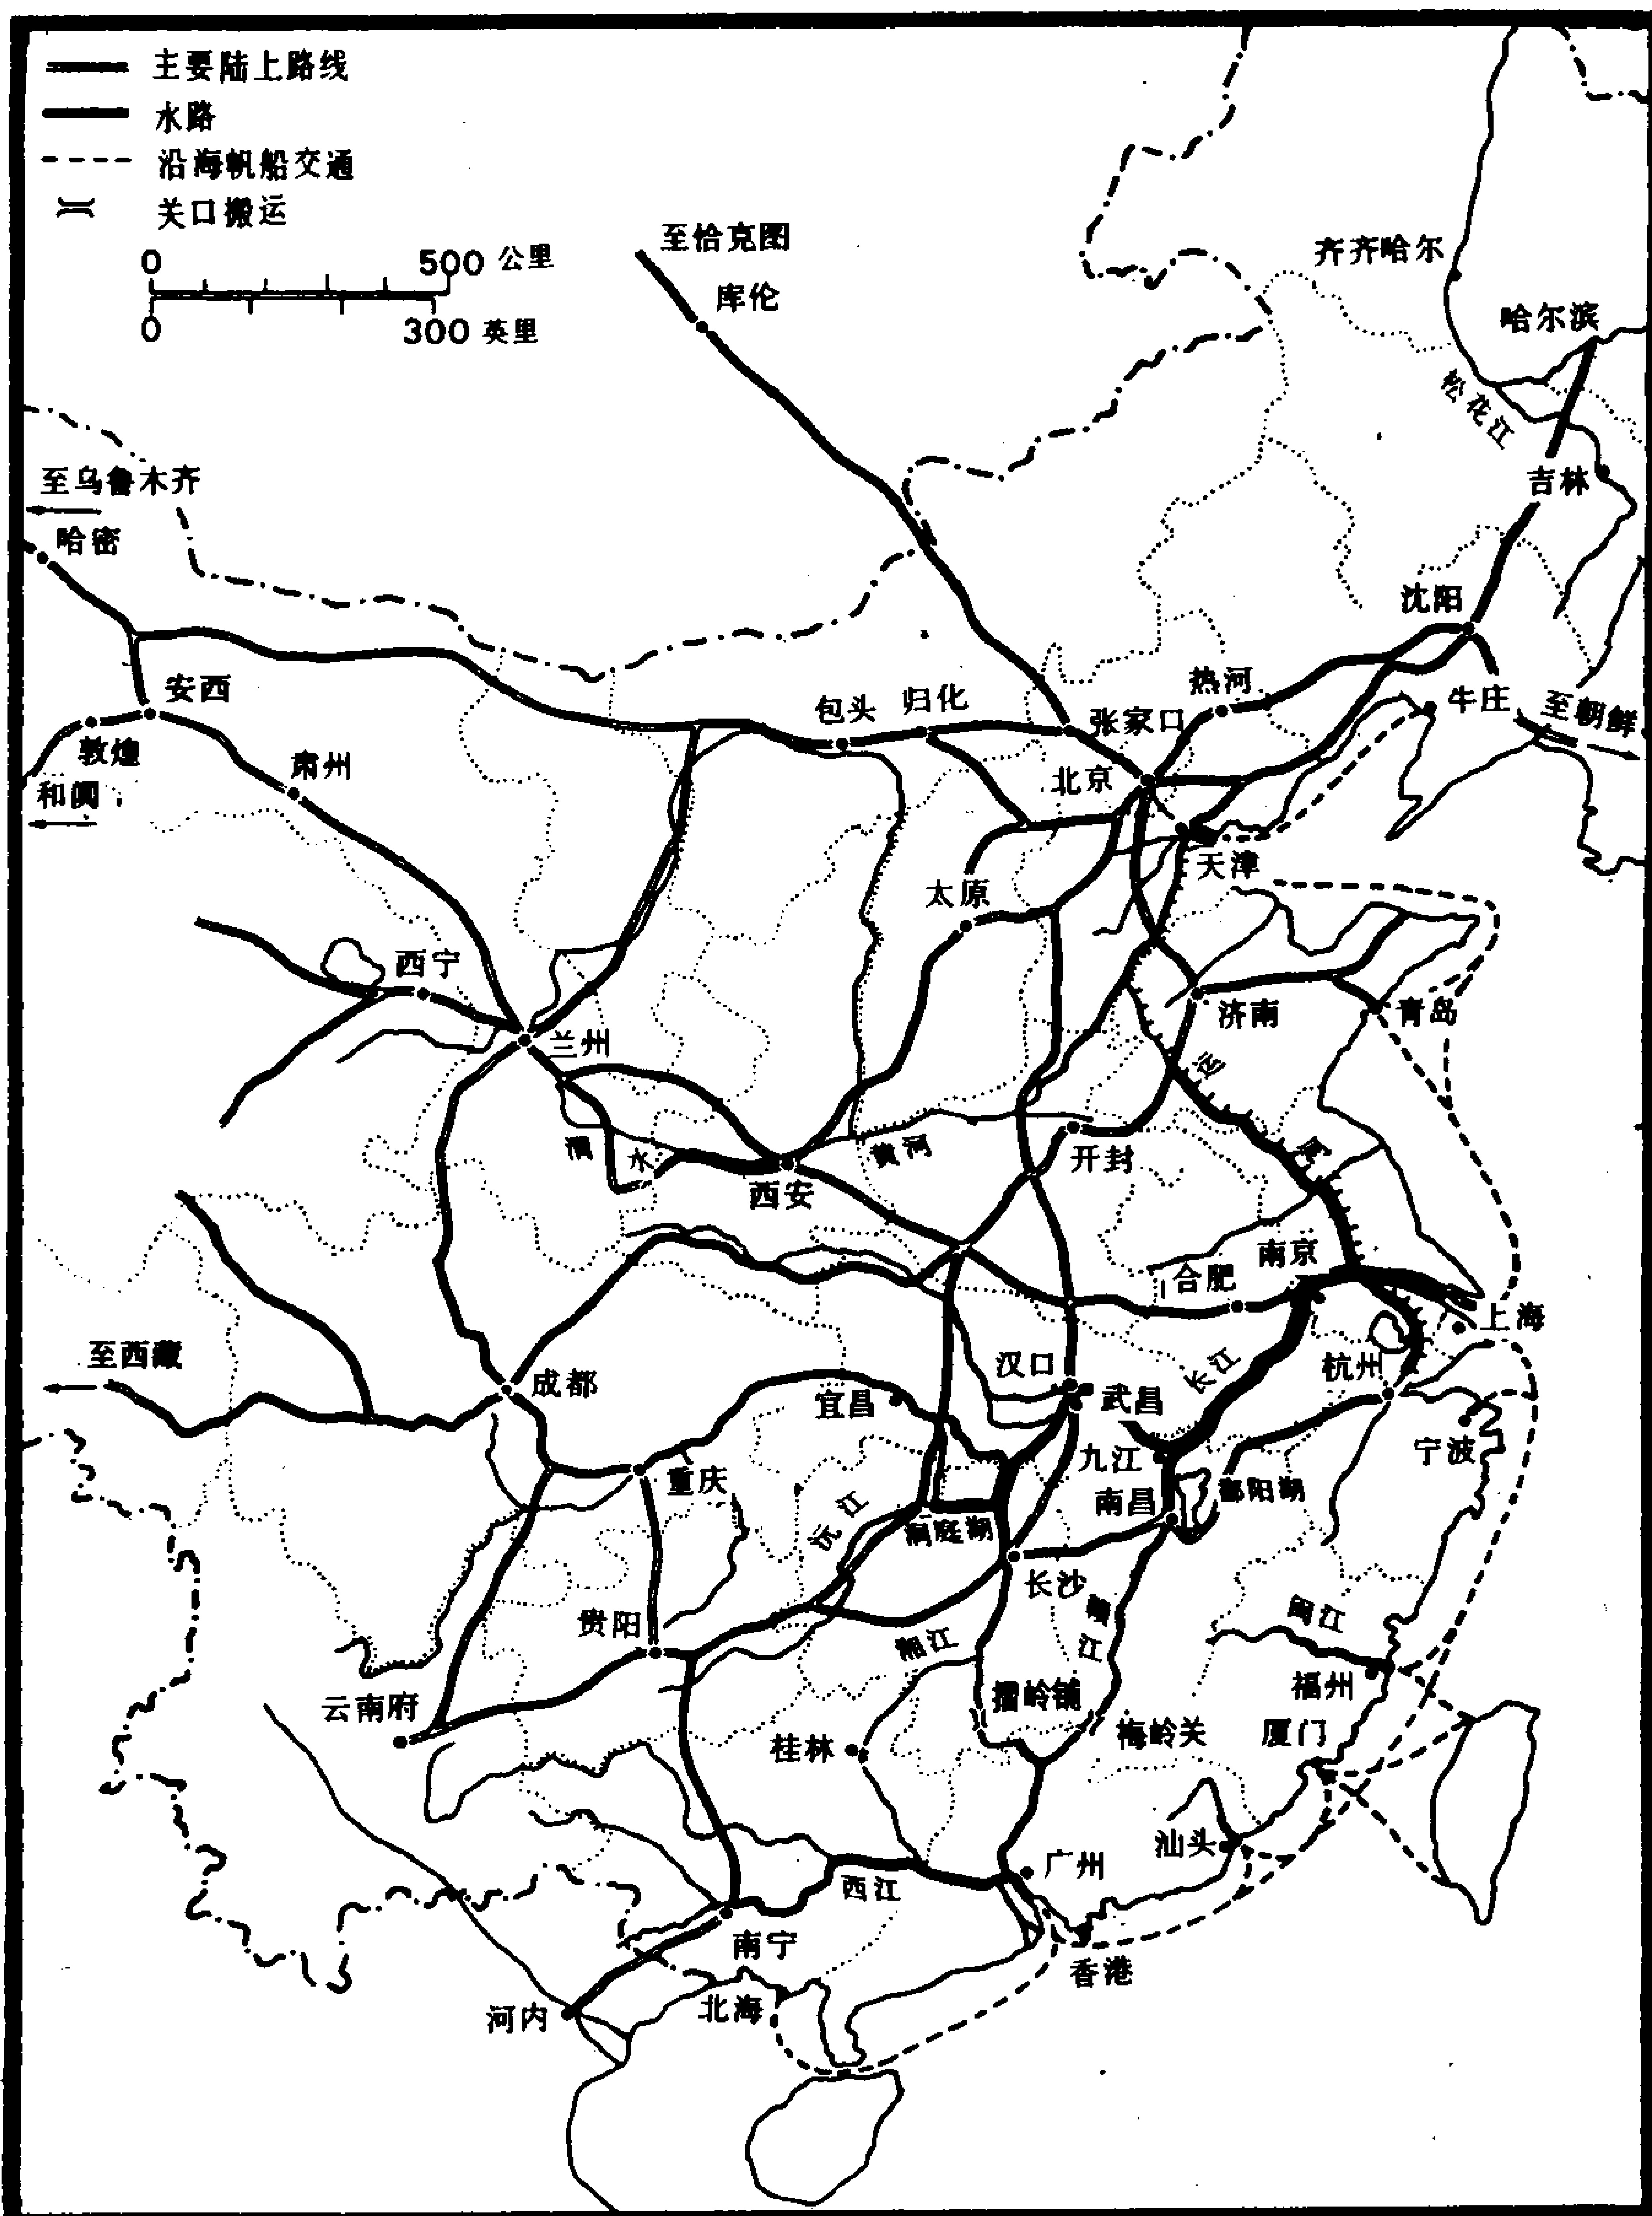 主要陆上路线
水路
沿海帆船交通
关口搬运
0 500 公里
0 300 英里
至恰克图
库伦
齐齐哈尔
哈尔滨
松花江
至乌鲁木齐
哈密
吉林
沈阳
安西
热河
包头 归化
张家口
牛庄
至朝鲜
敦煌
肃州
北京
和阗
天津
太原
西宁
济南
青岛
兰州
运
河
渭水
黄河
开封
西安
南京
合肥
上海
至西藏
成都
汉口
长江
杭州
宜昌
武昌
宁波
九江
重庆
南昌
鄱阳湖
沅江
洞庭湖
长沙
贵阳
赣江
闽江
湘江
摺岭铺
福州
云南府
桂林
梅岭关
厦门
汕头
广州
西江
南宁
香港
河内
北海